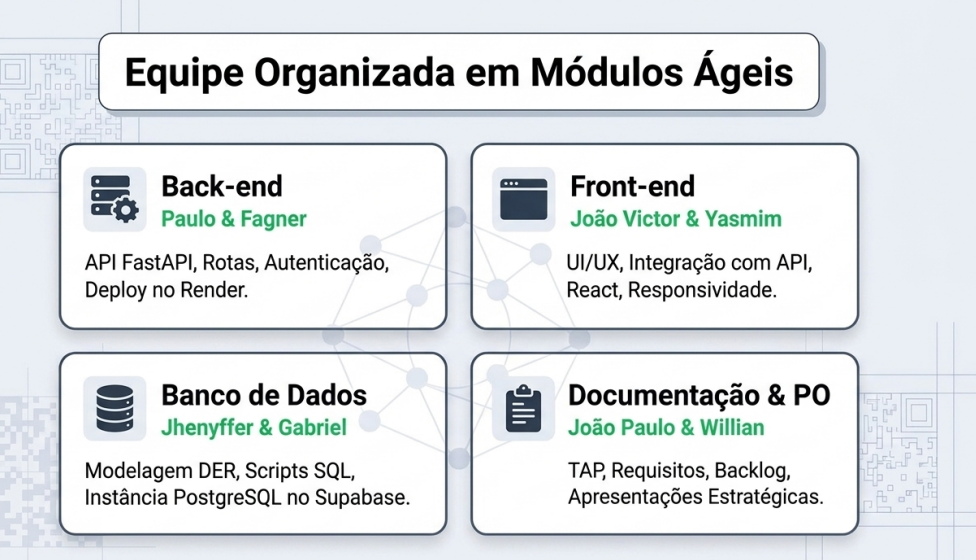 Equipe Organizada em Módulos Ágeis
Back-end
Paulo & Fagner
API FastAPI, Rotas, Autenticação,
Deploy no Render.
Front-end
João Victor & Yasmim
UI/UX, Integração com API,
React, Responsividade.
Banco de Dados
Jhenyffer & Gabriel
Modelagem DER, Scripts SQL,
Instância PostgreSQL no Supabase.
Documentação & PO
João Paulo & Willian
TAP, Requisitos, Backlog,
Apresentações Estratégicas.